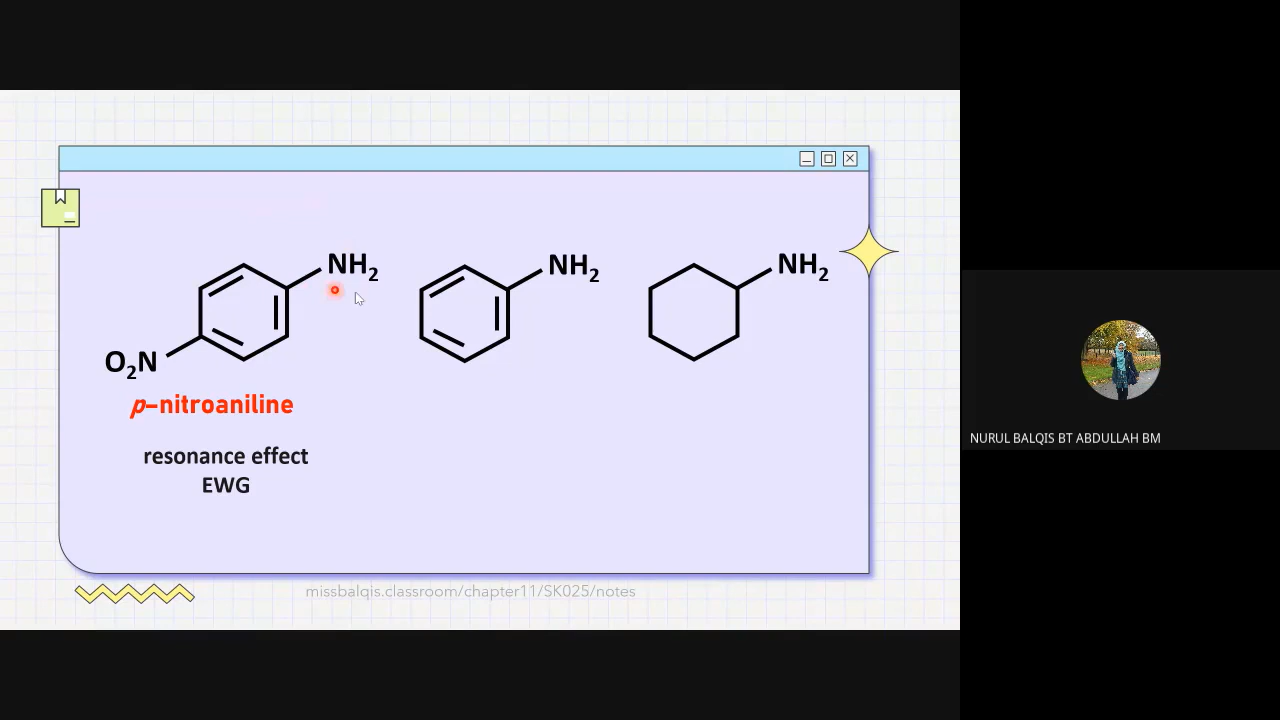 NH2
NH2
NH2
O2N
p–nitroaniline
resonance effect
EWG
missbalqis.classroom/chapter11/SK025/notes
NURUL BALQIS BT ABDULLAH BM